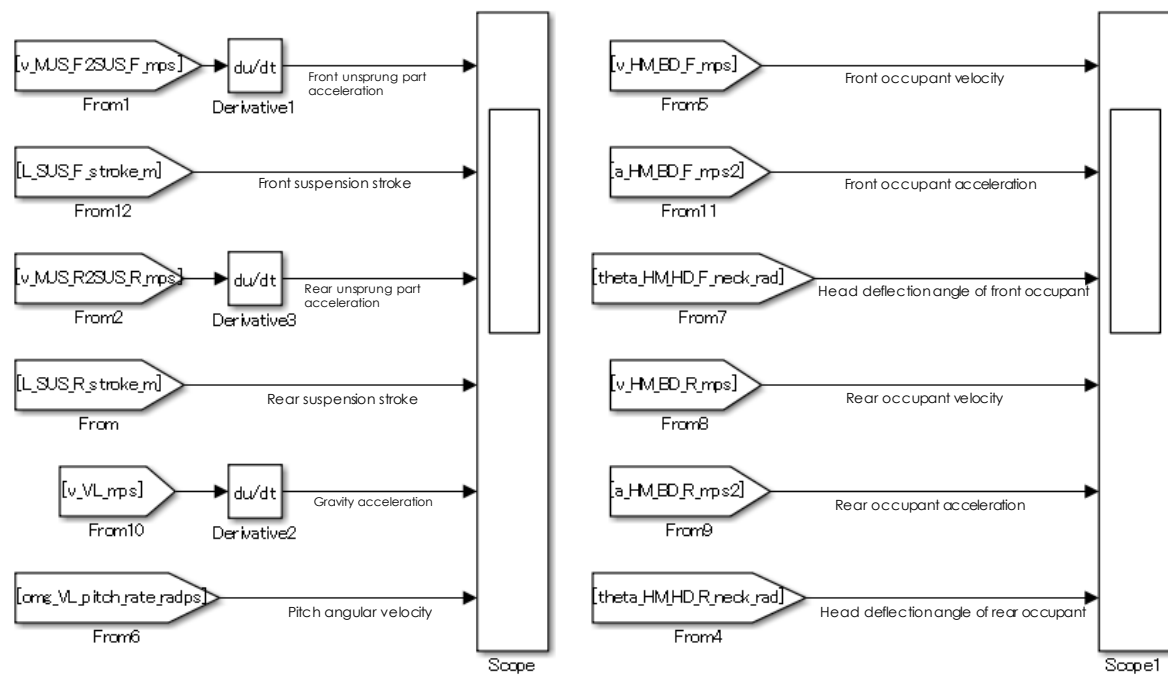 [v_MUS_F2SUS_F_mps]
From1
du/dt
Derivative1
Front unsprung part
acceleration
[L_SUS_F_stroke_m]
From12
Front suspension stroke
[v_MUS_R2SUS_R_mps]
From2
du/dt
Derivative3
Rear unsprung part
acceleration
[L_SUS_R_stroke_m]
From
Rear suspension stroke
[v_VL_mps]
From10
du/dt
Derivative2
Gravity acceleration
[omg_VL_pitch_rate_radps]
From6
Pitch angular velocity
Scope
[v_HM_BD_F_mps]
From5
Front occupant velocity
[a_HM_BD_F_mps2]
From11
Front occupant acceleration
[theta_HM_HD_F_neck_rad]
From7
Head deflection angle of front occupant
[v_HM_BD_R_mps]
From8
Rear occupant velocity
[a_HM_BD_R_mps2]
From9
Rear occupant acceleration
[theta_HM_HD_R_neck_rad]
From4
Head deflection angle of rear occupant
Scope1